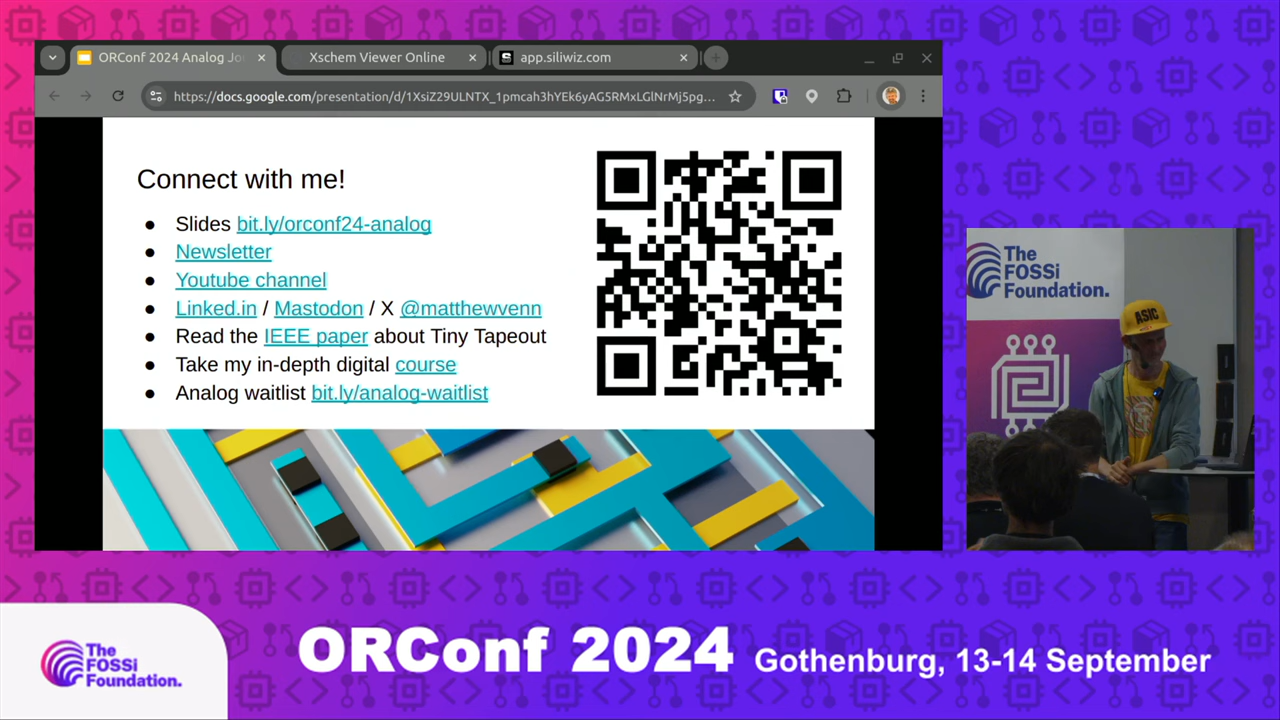 ORConf 2024 Analog Jo
Xschem Viewer Online
app.siliwiz.com
https://docs.google.com/presentation/d/1XsiZ29ULNTX_1pmcah3hYEk6yAG5RMxLGlNrMj5pg...
Connect with me!
● Slides bit.ly/orconf24-analog
● Newsletter
● Youtube channel
● Linked.in / Mastodon / X @matthewvenn
● Read the IEEE paper about Tiny Tapeout
● Take my in-depth digital course
● Analog waitlist bit.ly/analog-waitlist
The
FOSSi
Foundation.
ASIC
The
FOSSi
Foundation.
ORConf 2024 Gothenburg, 13-14 September